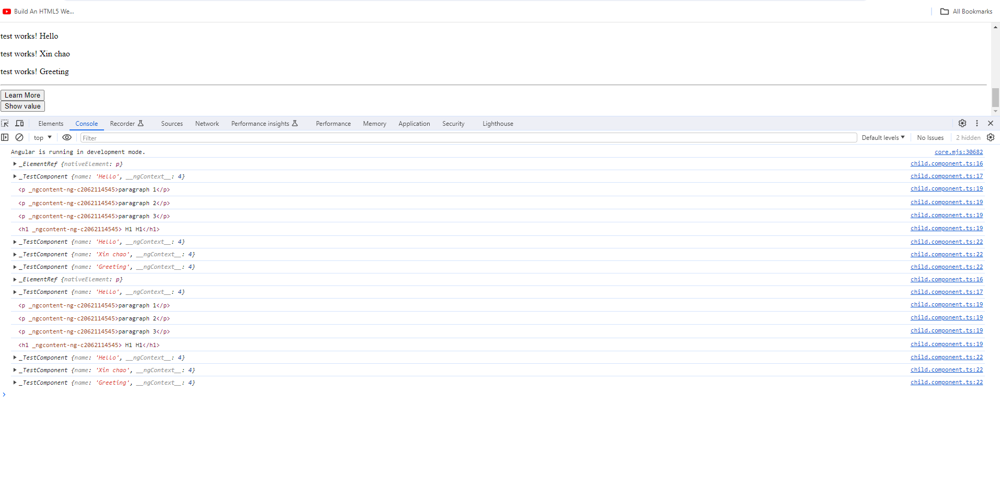 Build An HTML5 We... All Bookmarks
test works! Hello
test works! Xin chao
test works! Greeting
Learn More
Show value
Elements Console Recorder Sources Network Performance insights Performance Memory Application Security Lighthouse
top Filter Default levels No Issues 2 hidden
Angular is running in development mode. core.mjs:30682
_ElementRef {nativeElement: p} child.component.ts:16
_TestComponent {name: 'Hello', __ngContext__: 4} child.component.ts:17
<p _ngcontent-ng-c2062114545>paragraph 1</p> child.component.ts:19
<p _ngcontent-ng-c2062114545>paragraph 2</p> child.component.ts:19
<p _ngcontent-ng-c2062114545>paragraph 3</p> child.component.ts:19
<h1 _ngcontent-ng-c2062114545> H1 H1</h1> child.component.ts:19
_TestComponent {name: 'Hello', __ngContext__: 4} child.component.ts:22
_TestComponent {name: 'Xin chao', __ngContext__: 4} child.component.ts:22
_TestComponent {name: 'Greeting', __ngContext__: 4} child.component.ts:22
_ElementRef {nativeElement: p} child.component.ts:16
_TestComponent {name: 'Hello', __ngContext__: 4} child.component.ts:17
<p _ngcontent-ng-c2062114545>paragraph 1</p> child.component.ts:19
<p _ngcontent-ng-c2062114545>paragraph 2</p> child.component.ts:19
<p _ngcontent-ng-c2062114545>paragraph 3</p> child.component.ts:19
<h1 _ngcontent-ng-c2062114545> H1 H1</h1> child.component.ts:19
_TestComponent {name: 'Hello', __ngContext__: 4} child.component.ts:22
_TestComponent {name: 'Xin chao', __ngContext__: 4} child.component.ts:22
_TestComponent {name: 'Greeting', __ngContext__: 4} child.component.ts:22